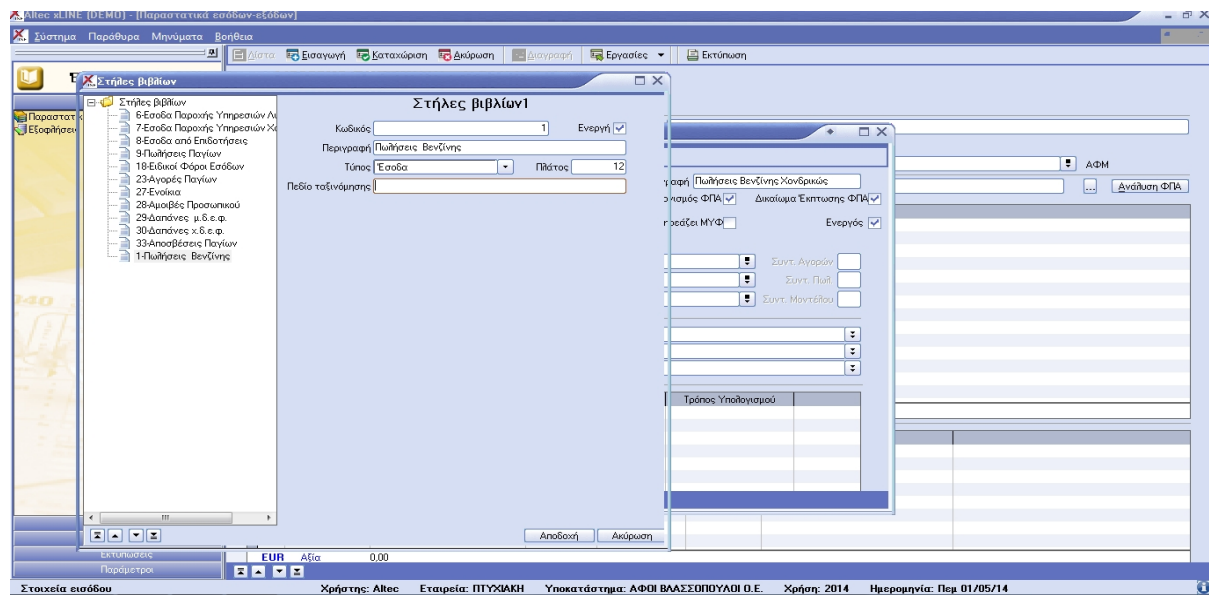 Altec xLINE (DEMO) - [Παραστατικά εσόδων-εξόδων]
Σύστημα Παράθυρα Μηνύματα Βοήθεια
Λίστα Εισαγωγή Καταχώριση Ακύρωση Διαγραφή Εργασίες Εκτύπωση
Στήλες βιβλίων
Στήλες βιβλίων
6-Εσοδα Παροχής Υπηρεσιών
7-Εσοδα Παροχής Υπηρεσιών
8-Εσοδα από Επιδοτήσεις
9-Πωλήσεις Παγίων
18-Ειδικοί Φόροι Εσόδων
23-Αγορές Παγίων
27-Ενοίκια
28-Αμοιβές Προσωπικού
29-Δαπάνες μ.δ.ε.φ.
30-Δαπάνες χ.δ.ε.φ.
33-Αποσβέσεις Παγίων
1-Πωλήσεις Βενζίνης
Στήλες βιβλίων1
Κωδικός 1 Ενεργή
Περιγραφή Πωλήσεις Βενζίνης
Τύπος Έσοδα Πλάτος 12
Πεδίο ταξινόμησης
Αποδοχή Ακύρωση
Πωλήσεις Βενζίνης Χονδρικώς
ΦΠΑ Δικαίωμα Έκπτωσης ΦΠΑ
ΜΥΦ Ενεργός
Συντ. Αγορών
Συντ. Πωλ.
Συντ. Μοντέλου
Τρόπος Υπολογισμού
ΑΦΜ
... Ανάλυση ΦΠΑ
Εκτυπώσεις
Παράμετροι
EUR Αξία 0,00
Στοιχεία εισόδου Χρήστης: Altec Εταιρεία: ΠΤΥΧΙΑΚΗ Υποκατάστημα: ΑΦΟΙ ΒΛΑΣΣΟΠΟΥΛΟΙ Ο.Ε. Χρήση: 2014 Ημερομηνία: Πεμ 01/05/14